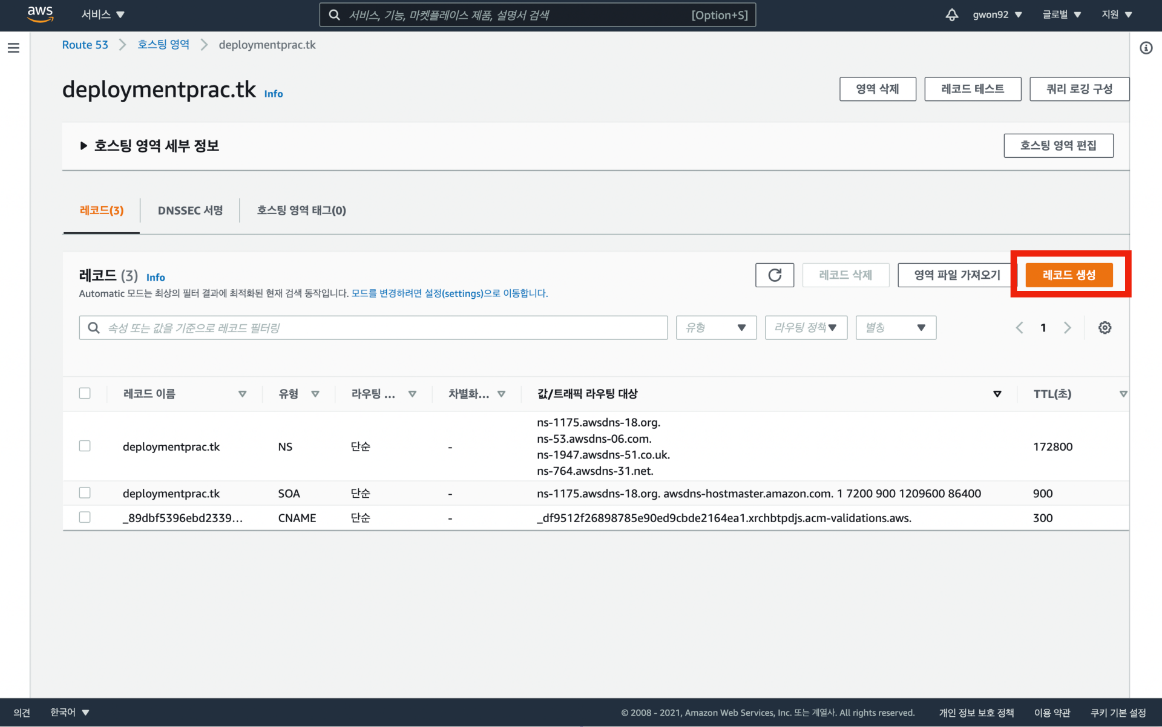 aws 서비스 ▼ 서비스, 기능, 마켓플레이스 제품, 설명서 검색 [Option+S] gwon92 ▼ 글로벌 ▼ 지원 ▼
Route 53 > 호스팅 영역 > deploymentprac.tk
deploymentprac.tk Info 영역 삭제 레코드 테스트 쿼리 로깅 구성
▶ 호스팅 영역 세부 정보 호스팅 영역 편집
레코드(3) DNSSEC 서명 호스팅 영역 태그(0)
레코드 (3) Info 레코드 삭제 영역 파일 가져오기 레코드 생성
Automatic 모드는 최상의 필터 결과에 최적화된 현재 검색 동작입니다. 모드를 변경하려면 설정(settings)으로 이동합니다.
속성 또는 값을 기준으로 레코드 필터링 유형 ▼ 라우팅 정책▼ 별칭 ▼ < 1 >
레코드 이름 유형 라우팅 ... 차별화... 값/트래픽 라우팅 대상 TTL(초)
ns-1175.awsdns-18.org.
ns-53.awsdns-06.com.
deploymentprac.tk NS 단순 - 172800
ns-1947.awsdns-51.co.uk.
ns-764.awsdns-31.net.
deploymentprac.tk SOA 단순 - ns-1175.awsdns-18.org. awsdns-hostmaster.amazon.com. 1 7200 900 1209600 86400 900
_89dbf5396ebd2339... CNAME 단순 - _df9512f26898785e90ed9cbde2164ea1.xrchbtpdjs.acm-validations.aws. 300
의견 한국어 ▼ © 2008 - 2021, Amazon Web Services, Inc. 또는 계열사. All rights reserved. 개인 정보 보호 정책 이용 약관 쿠키 기본 설정